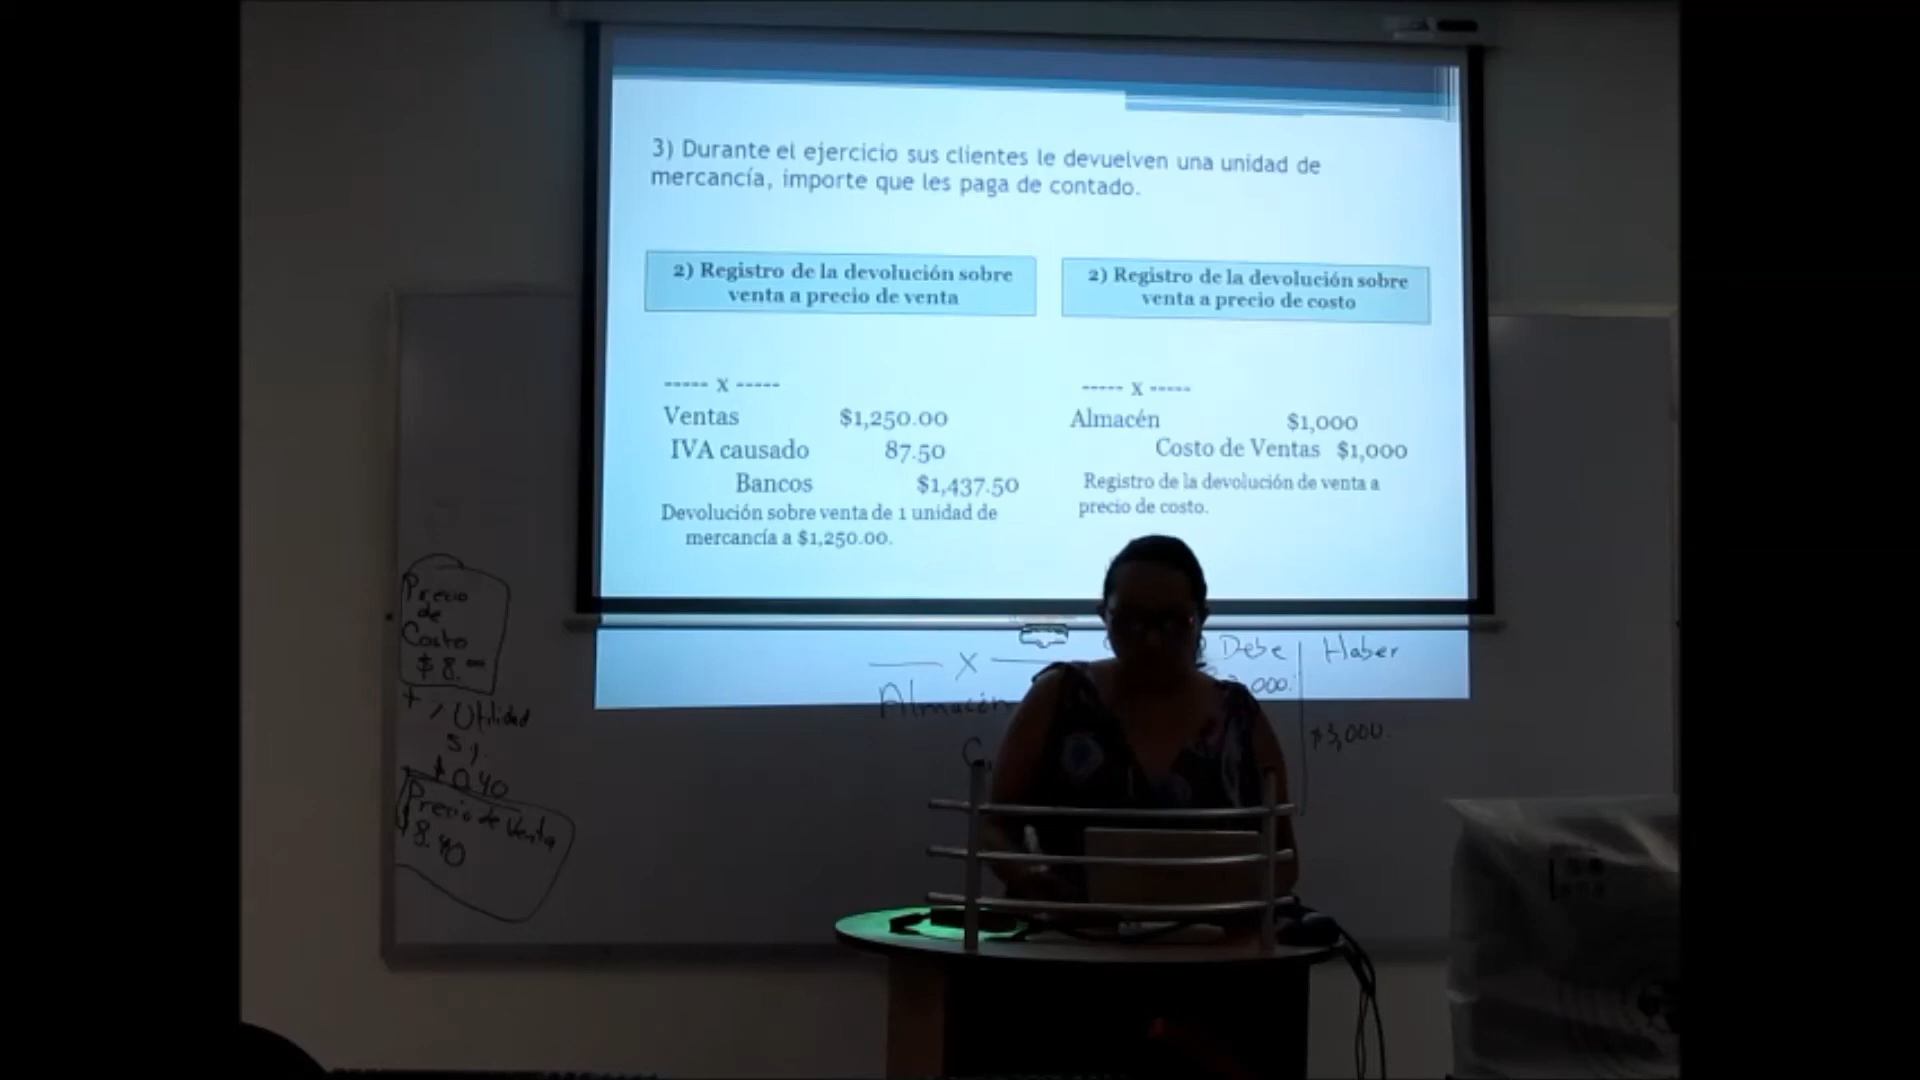 3) Durante el ejercicio sus clientes le devuelven una unidad de
mercancía, importe que les paga de contado.
2) Registro de la devolución sobre
venta a precio de venta
2) Registro de la devolución sobre
venta a precio de costo
----- X -----
Ventas $1,250.00
IVA causado 87.50
Bancos $1,437.50
Devolución sobre venta de 1 unidad de
mercancía a $1,250.00.
----- X -----
Almacén $1,000
Costo de Ventas $1,000
Registro de la devolución de venta a
precio de costo.
Precio
de
Costo
$ 8.
+ > Utilidad
5 %
$ 0.40
Precio de Venta
$ 8.40
X
Debe Haber
Almacén
000.
$3,000.